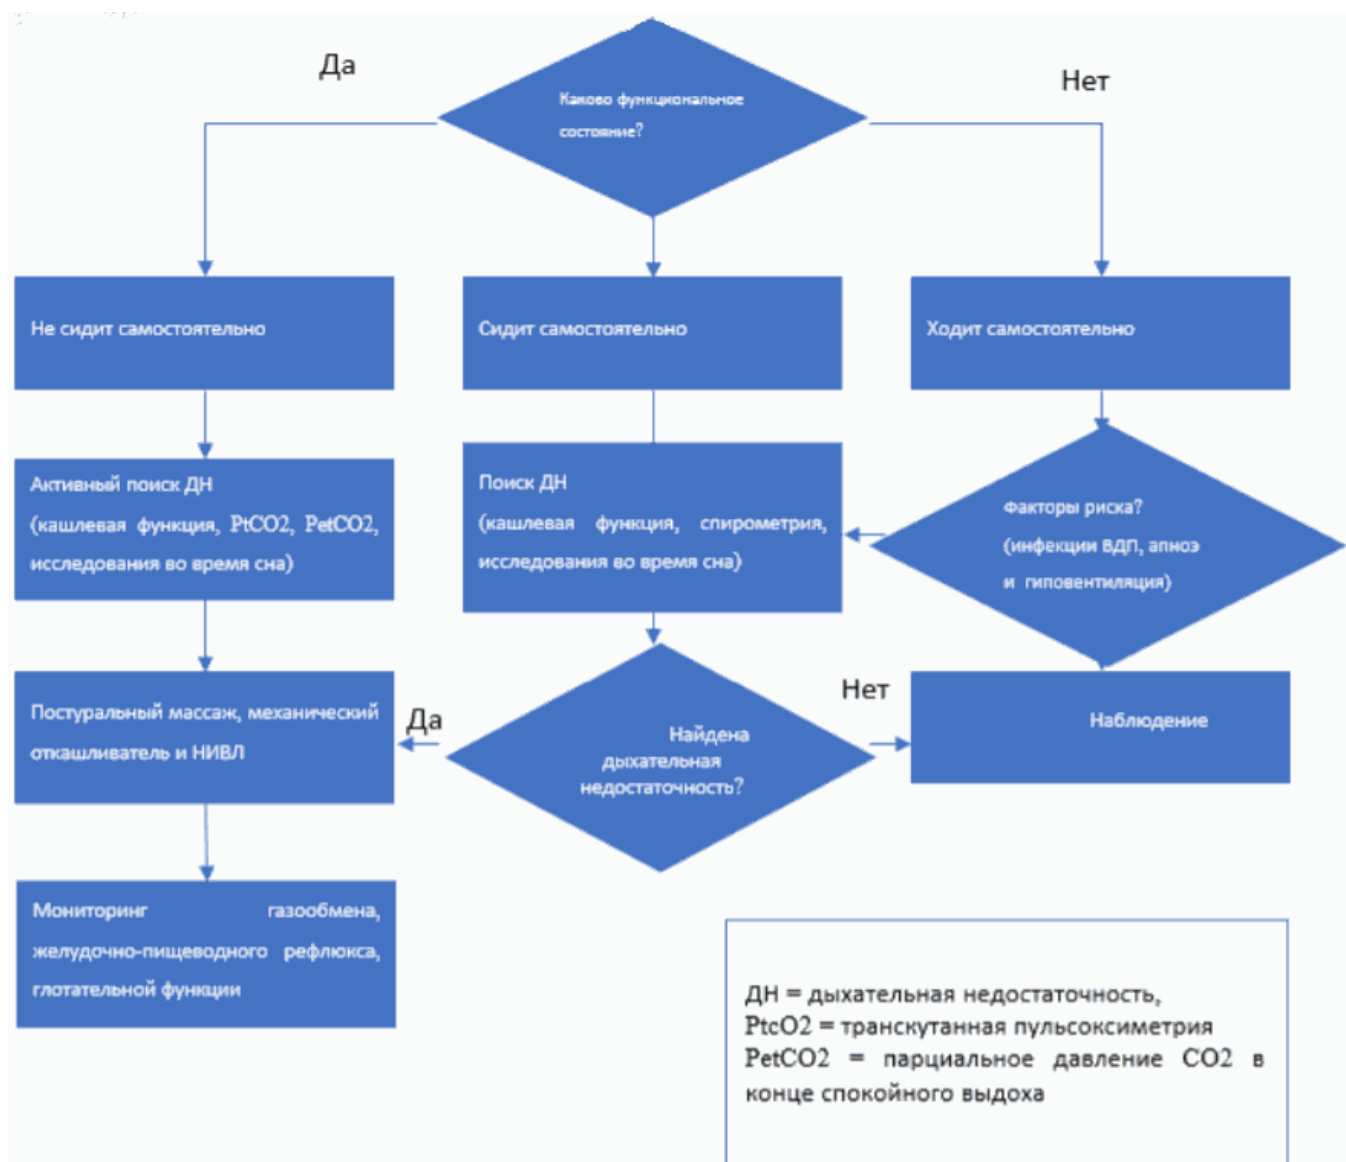 Да
Нет
Каково функциональное
состояние?
Не сидит самостоятельно
Сидит самостоятельно
Ходит самостоятельно
Активный поиск ДН
(кашлевая функция, PtCO2, PetCO2,
исследования во время сна)
Поиск ДН
(кашлевая функция, спирометрия,
исследования во время сна)
Факторы риска?
(инфекции ВДП, апноэ
и гиповентиляция)
Постуральный массаж, механический
откашливатель и НИВЛ
Да
Найдена
дыхательная
недостаточность?
Нет
Наблюдение
Мониторинг газообмена,
желудочно-пищеводного рефлюкса,
глотательной функции
ДН = дыхательная недостаточность,
PtcO2 = транскутанная пульсоксиметрия
PetCO2 = парциальное давление CO2 в
конце спокойного выдоха